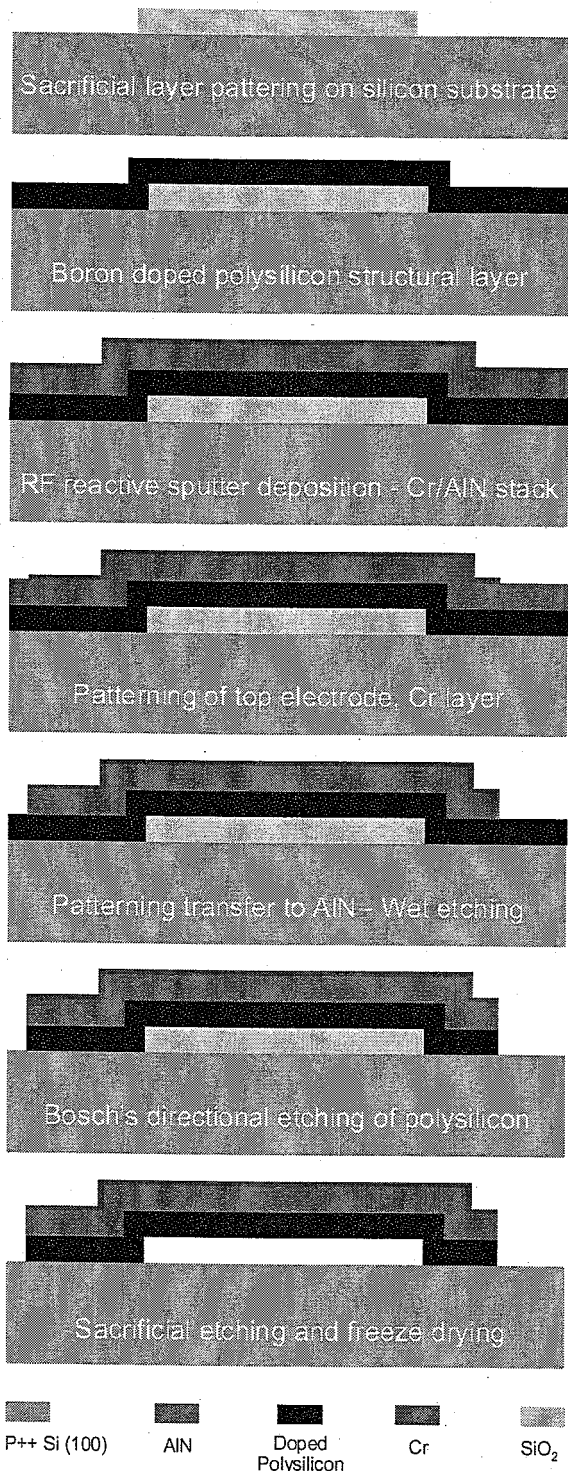 Sacrificial layer pattering on silicon substrate
Boron doped polysilicon structural layer
RF reactive sputter deposition - Cr/AlN stack
Patterning of top electrode, Cr layer
Patterning transfer to AlN – Wet etching
Bosch's directional etching of polysilicon
Sacrificial etching and freeze drying
P++ Si (100) AlN Doped Polysilicon Cr SiO₂